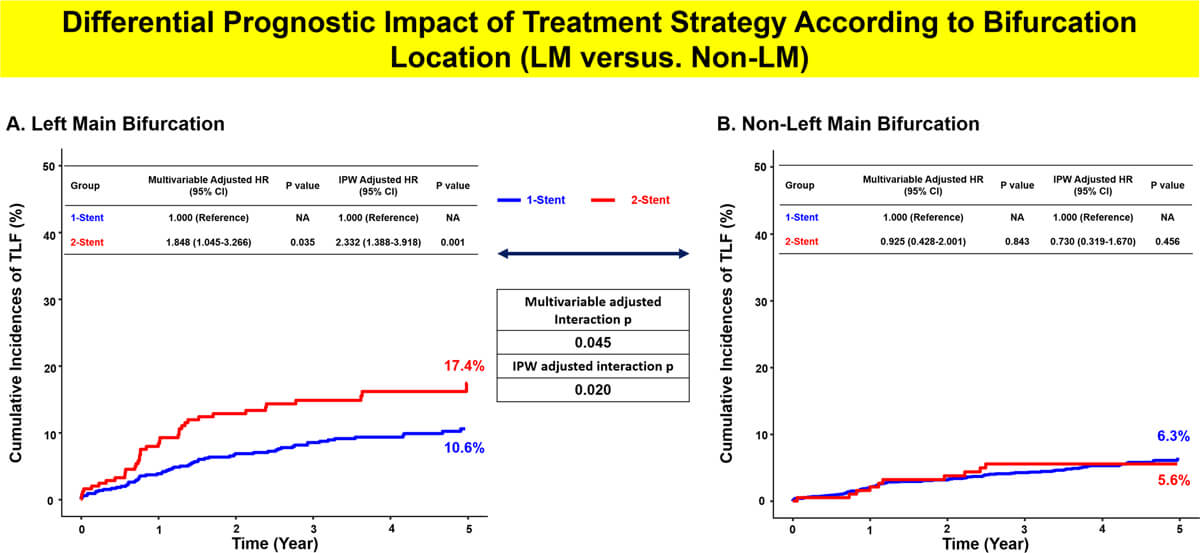 Differential Prognostic Impact of Treatment Strategy According to Bifurcation
Location (LM versus. Non-LM)
A. Left Main Bifurcation
Cumulative Incidences of TLF (%)
50
40
30
20
10
0
Group Multivariable Adjusted HR (95% CI) P value IPW Adjusted HR (95% CI) P value
1-Stent 1.000 (Reference) NA 1.000 (Reference) NA
2-Stent 1.848 (1.045-3.266) 0.035 2.332 (1.388-3.918) 0.001
17.4%
10.6%
0 1 2 3 4 5
Time (Year)
1-Stent 2-Stent
Multivariable adjusted
Interaction p
0.045
IPW adjusted interaction p
0.020
B. Non-Left Main Bifurcation
Cumulative Incidences of TLF (%)
50
40
30
20
10
0
Group Multivariable Adjusted HR (95% CI) P value IPW Adjusted HR (95% CI) P value
1-Stent 1.000 (Reference) NA 1.000 (Reference) NA
2-Stent 0.925 (0.428-2.001) 0.843 0.730 (0.319-1.670) 0.456
6.3%
5.6%
0 1 2 3 4 5
Time (Year)